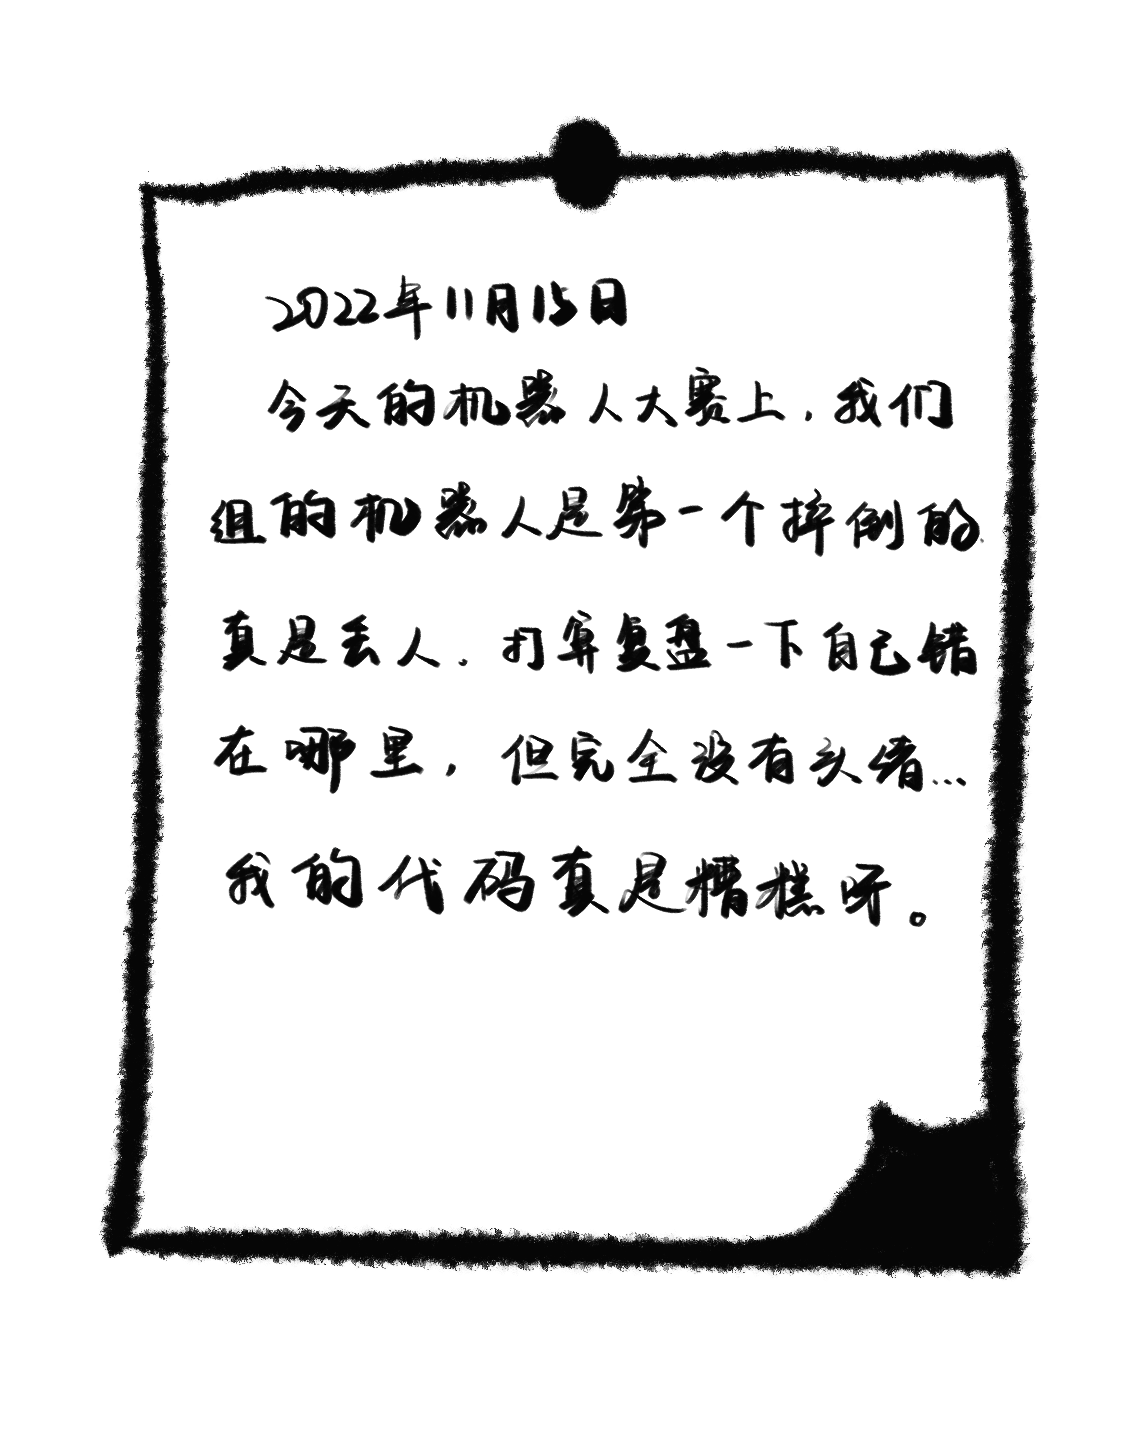 2022年11月15日
今天的机器人大赛上，我们
组的机器人是第一个摔倒的.
真是丢人. 打算复盘一下自己错
在哪里，但完全没有头绪...
我的代码真是糟糕呀。